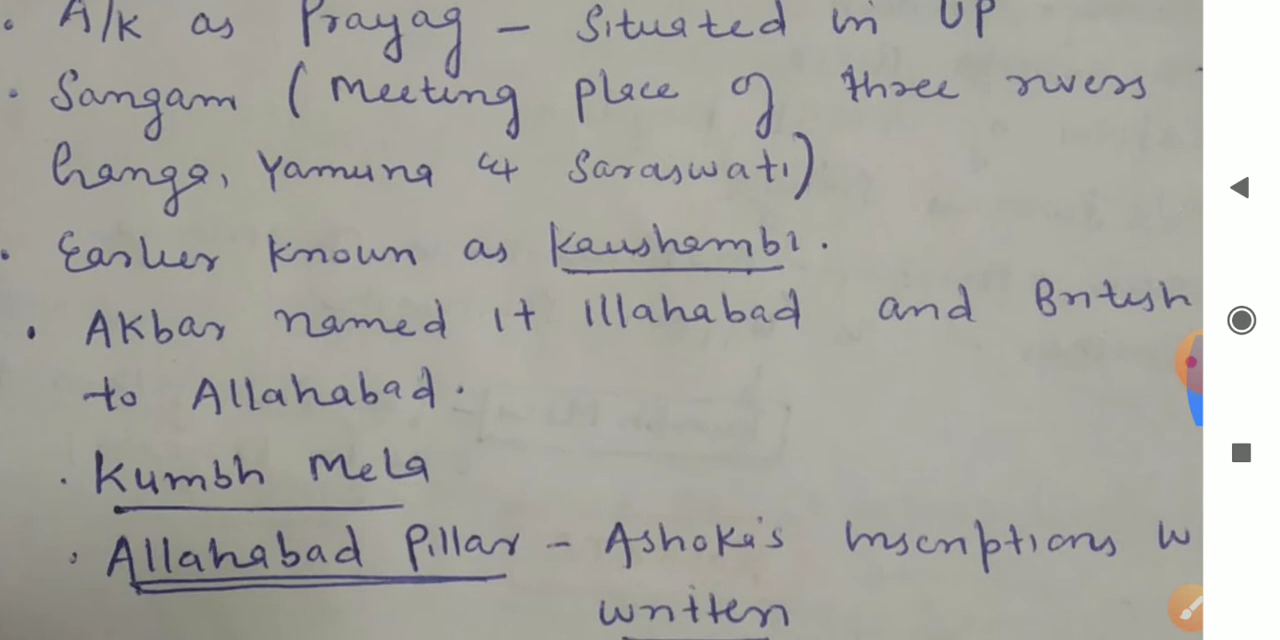 • A/K as Prayag – Situated in UP
• Sangam (Meeting place of three rivers
Ganga, Yamuna & Saraswati)
• Earlier known as Kaushambi.
• Akbar named it Illahabad and British
to Allahabad.
• Kumbh Mela
• Allahabad Pillar – Ashoka's Inscriptions
written